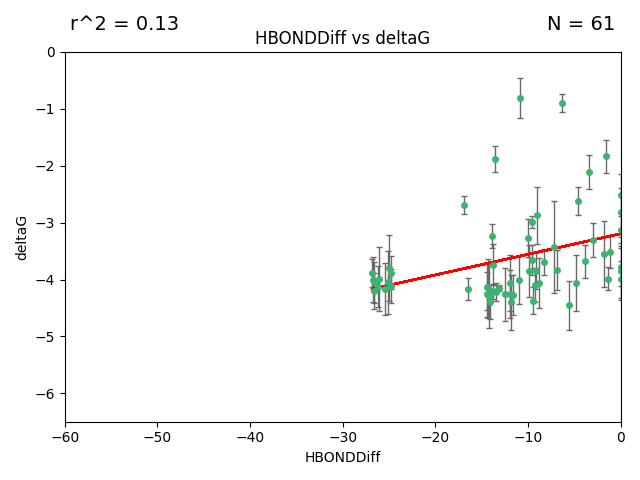 r^2 = 0.13
N = 61
HBONDDiff vs deltaG
0
−1
−2
−3
−4
−5
−6
deltaG
−60
−50
−40
−30
−20
−10
0
HBONDDiff